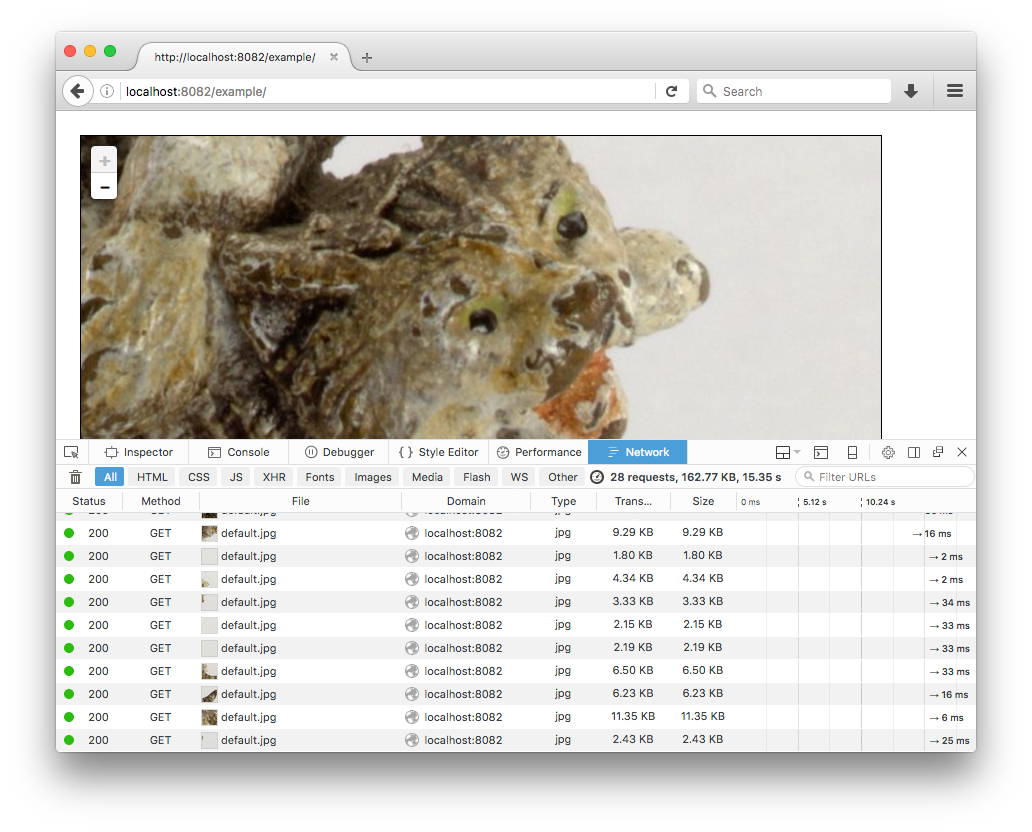 http://localhost:8082/example/
localhost:8082/example/
Search
+
−
Inspector Console Debugger { } Style Editor Performance Network
All HTML CSS JS XHR Fonts Images Media Flash WS Other 28 requests, 162.77 KB, 15.35 s Filter URLs
Status Method File Domain Type Trans... Size 0 ms 5.12 s 10.24 s
200 GET default.jpg localhost:8082 jpg 9.29 KB 9.29 KB → 16 ms
200 GET default.jpg localhost:8082 jpg 1.80 KB 1.80 KB → 2 ms
200 GET default.jpg localhost:8082 jpg 4.34 KB 4.34 KB → 2 ms
200 GET default.jpg localhost:8082 jpg 3.33 KB 3.33 KB → 34 ms
200 GET default.jpg localhost:8082 jpg 2.15 KB 2.15 KB → 33 ms
200 GET default.jpg localhost:8082 jpg 2.19 KB 2.19 KB → 33 ms
200 GET default.jpg localhost:8082 jpg 6.50 KB 6.50 KB → 33 ms
200 GET default.jpg localhost:8082 jpg 6.23 KB 6.23 KB → 16 ms
200 GET default.jpg localhost:8082 jpg 11.35 KB 11.35 KB → 6 ms
200 GET default.jpg localhost:8082 jpg 2.43 KB 2.43 KB → 25 ms